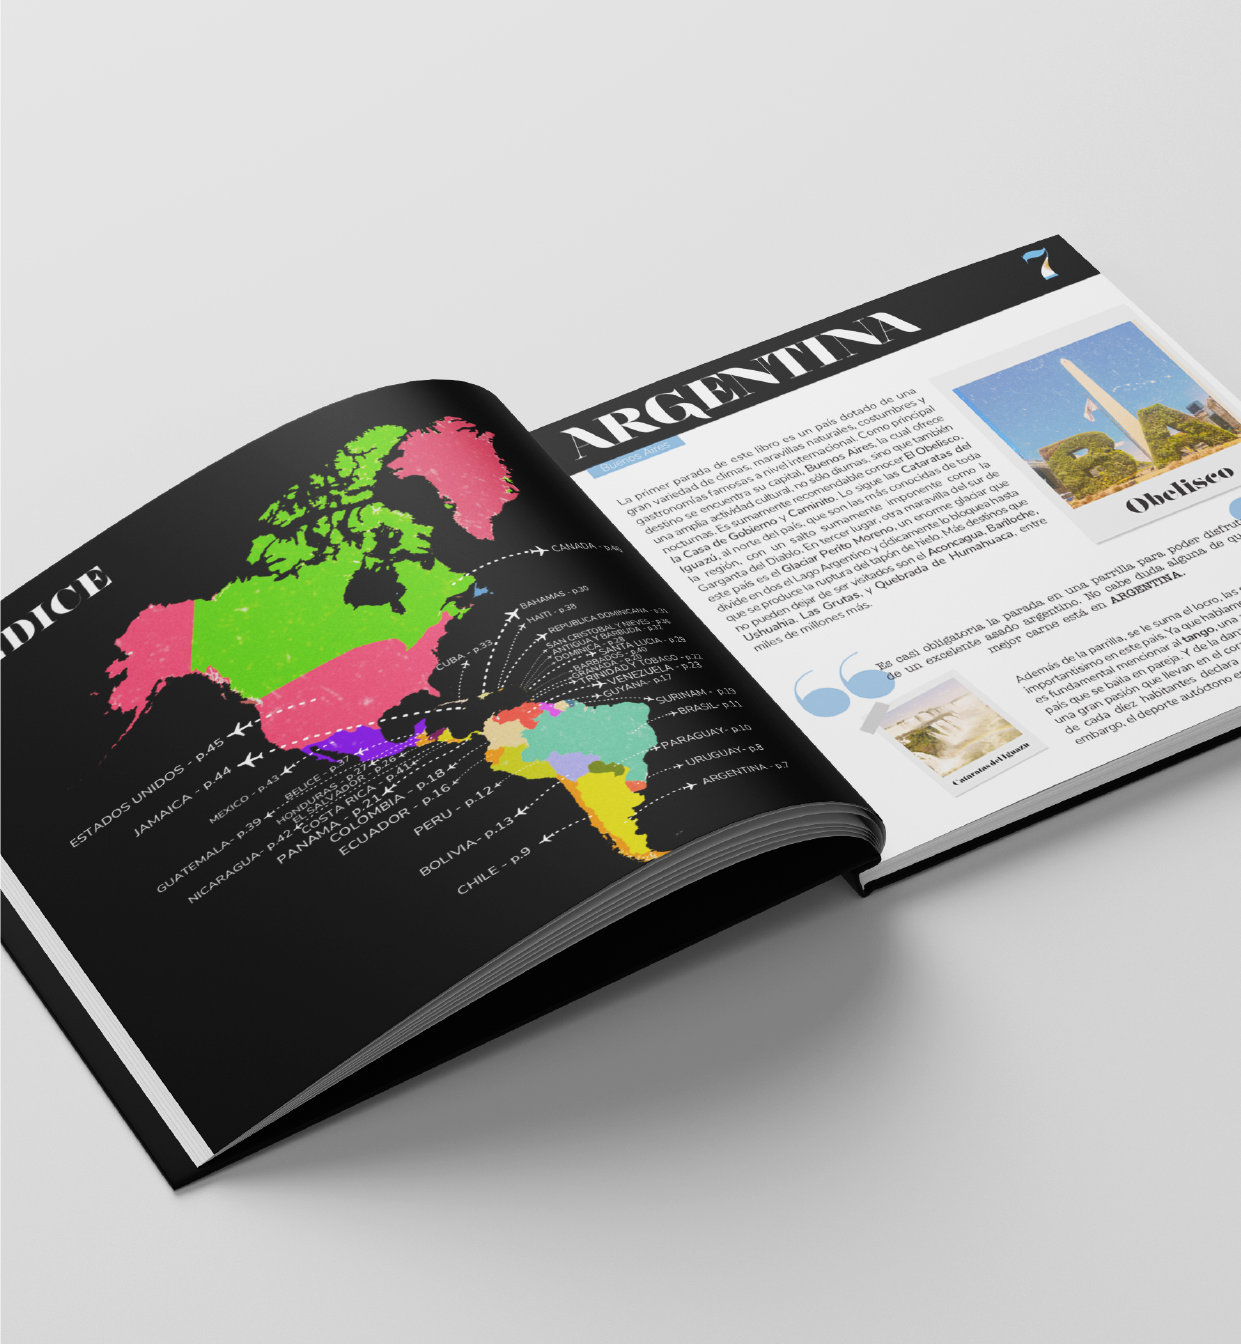 DICE
CANADA - p.4
BAHAMAS - p.30
HAITI - p.38
REPUBLICA DOMINICANA - p.31
SAN CRISTOBAL Y NIEVES
ANTIGUA Y BARBUDA
DOMINICA - p.28
SANTA LUCIA - p.29
BARBADOS
GRANADA
TRINIDAD Y TOBAGO - p.22
VENEZUELA - p.23
GUYANA - p.17
CUBA - p.33
SURINAM - p.19
BRASIL - p.11
PARAGUAY - p.10
URUGUAY - p.8
ARGENTINA - p.7
ESTADOS UNIDOS - p.45
JAMAICA - p.44
MEXICO - p.43
BELICE - p.37
GUATEMALA - p.39
HONDURAS
EL SALVADOR
NICARAGUA - p.42
COSTA RICA - p.41
PANAMA - p.21
COLOMBIA - p.18
ECUADOR - p.16
PERU - p.12
BOLIVIA - p.13
CHILE - p.9
7
ARGENTINA
Buenos Aires
La primer parada de este libro es un país dotado de una
gran variedad de climas, maravillas naturales, costumbres y
gastronomías famosas a nivel internacional. Como principal
destino se encuentra su capital, Buenos Aires, la cual ofrece
una amplia actividad cultural, no sólo diurnas, sino que también
nocturnas. Es sumamente recomendable conocer El Obelisco,
la Casa de Gobierno y Caminito. Lo sigue las Cataratas del
Iguazú, al norte del país, que son las más conocidas de toda
la región, con un salto sumamente imponente como la
Garganta del Diablo. En tercer lugar, otra maravilla del sur de
este país es el Glaciar Perito Moreno, un enorme glaciar que
divide en dos el Lago Argentino y cíclicamente lo bloquea hasta
que se produce la ruptura del tapón de hielo. Más destinos que
no pueden dejar de ser visitados son el Aconcagua, Bariloche,
Ushuahia, Las Grutas, y Quebrada de Humahuaca, entre
miles de millones más.
BA
Obelisco
“
Es casi obligatoria la parada en una parrilla para poder disfrut
de un excelente asado argentino. No cabe duda alguna de qu
mejor carne está en ARGENTINA.
Cataratas del Iguazu
Además de la parrilla, se le suma el locro, las
importantísimo en este país. Ya que hablam
es fundamental mencionar al tango, una
país que se baila en pareja. Y de la dan
una gran pasión que llevan en el cor
de cada diez habitantes declara
embargo, el deporte autóctono es